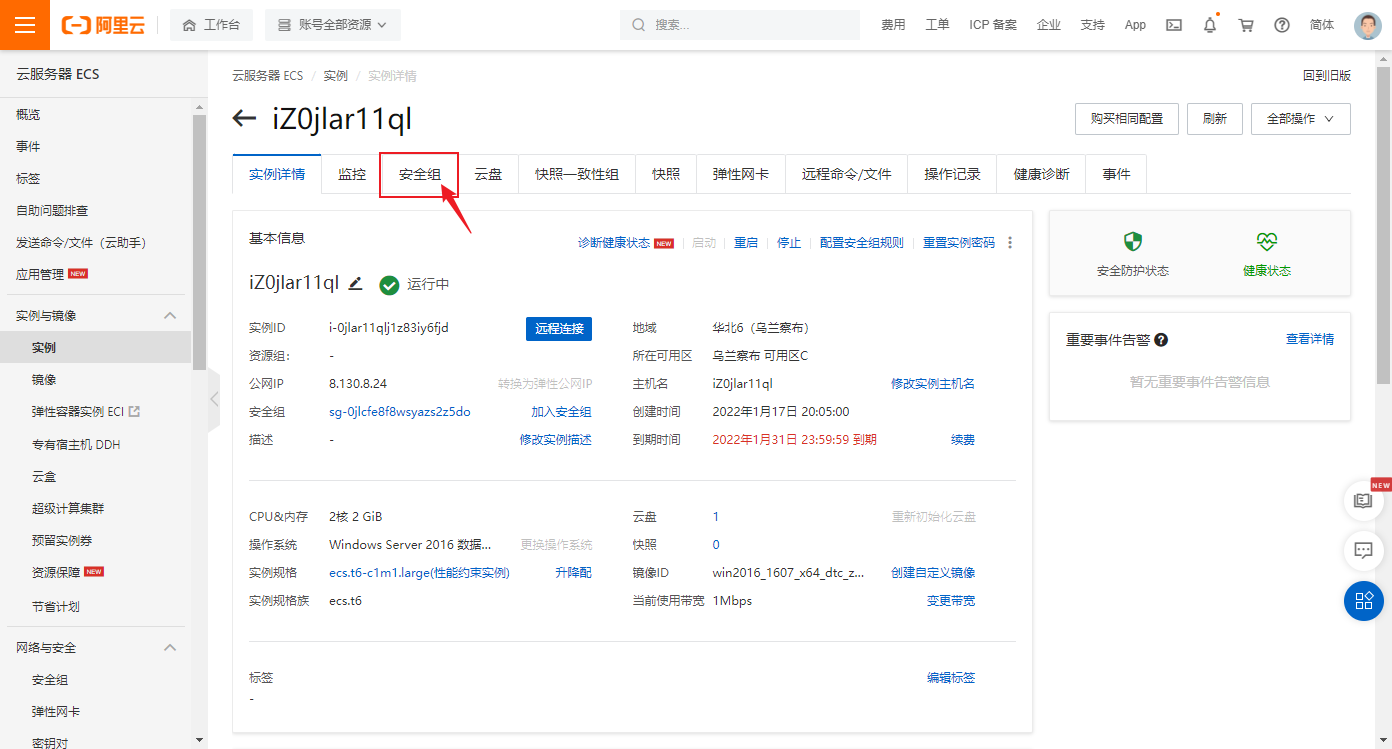 阿里云
工作台
账号全部资源
搜索...
费用
工单
ICP 备案
企业
支持
App
简体
云服务器 ECS
概览
事件
标签
自助问题排查
发送命令/文件（云助手）
应用管理 NEW
实例与镜像
实例
镜像
弹性容器实例 ECI
专有宿主机 DDH
云盒
超级计算集群
预留实例券
资源保障 NEW
节省计划
网络与安全
安全组
弹性网卡
密钥对
云服务器 ECS / 实例 / 实例详情
回到旧版
iZ0jlar11ql
购买相同配置
刷新
全部操作
实例详情
监控
安全组
云盘
快照一致性组
快照
弹性网卡
远程命令/文件
操作记录
健康诊断
事件
基本信息
诊断健康状态 NEW
启动
重启
停止
配置安全组规则
重置实例密码
iZ0jlar11ql
运行中
实例ID i-0jlar11qlj1z83iy6fjd 远程连接 地域 华北6（乌兰察布）
资源组： - 所在可用区 乌兰察布 可用区C
公网IP 8.130.8.24 转换为弹性公网IP 主机名 iZ0jlar11ql 修改实例主机名
安全组 sg-0jlcfe8f8wsyazs2z5do 加入安全组 创建时间 2022年1月17日 20:05:00
描述 - 修改实例描述 到期时间 2022年1月31日 23:59:59 到期 续费
CPU&内存 2核 2 GiB 云盘 1 重新初始化云盘
操作系统 Windows Server 2016 数据... 更换操作系统 快照 0
实例规格 ecs.t6-c1m1.large(性能约束实例) 升降配 镜像ID win2016_1607_x64_dtc_z... 创建自定义镜像
实例规格族 ecs.t6 当前使用带宽 1Mbps 变更带宽
标签 编辑标签
-
安全防护状态
健康状态
重要事件告警
查看详情
暂无重要事件告警信息
NEW